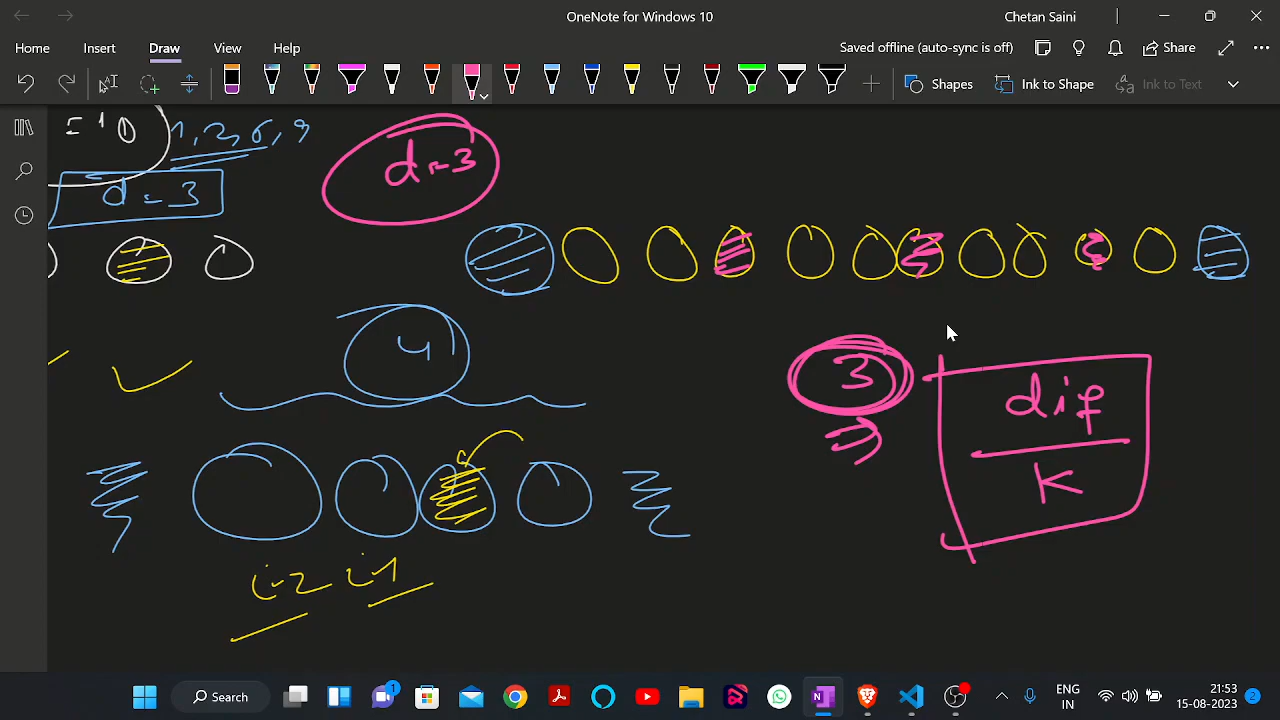 OneNote for Windows 10
Chetan Saini
Home Insert Draw View Help
Saved offline (auto-sync is off)
Share
Shapes
Ink to Shape
Ink to Text
1, 2, 6, 9
d = 3
d = 3
4
3
dif
K
i-2 i-1
Search
1
ENG
IN
21:53
15-08-2023
2